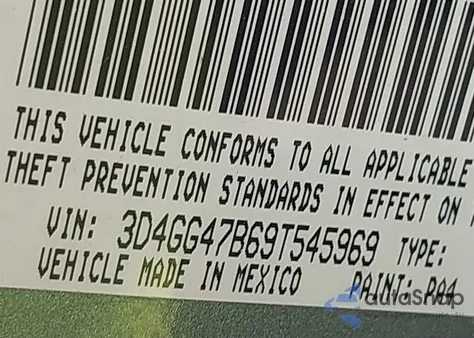 THIS VEHICLE CONFORMS TO ALL APPLICABLE
THEFT PREVENTION STANDARDS IN EFFECT ON
VIN: 3D4GG47B69T545969 TYPE:
VEHICLE MADE IN MEXICO PAINT: PA4
autoSnap